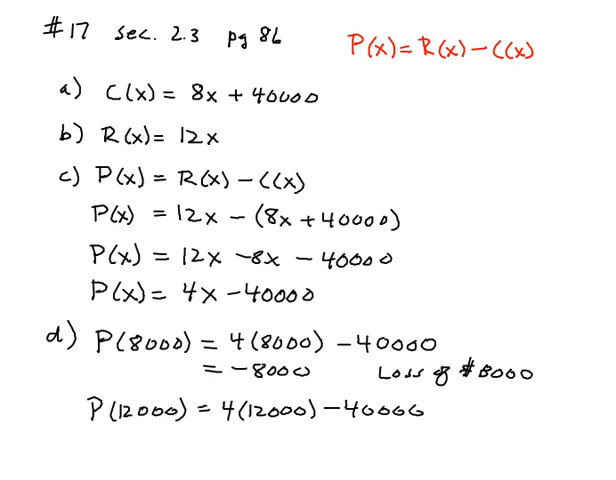 #17 sec. 2.3 pg 86
P(x) = R(x) - C(x)
a) C(x) = 8x + 40000
b) R(x) = 12x
c) P(x) = R(x) - C(x)
P(x) = 12x - (8x + 40000)
P(x) = 12x - 8x - 40000
P(x) = 4x - 40000
d) P(8000) = 4(8000) - 40000
= -8000 Loss of $8000
P(12000) = 4(12000) - 40000